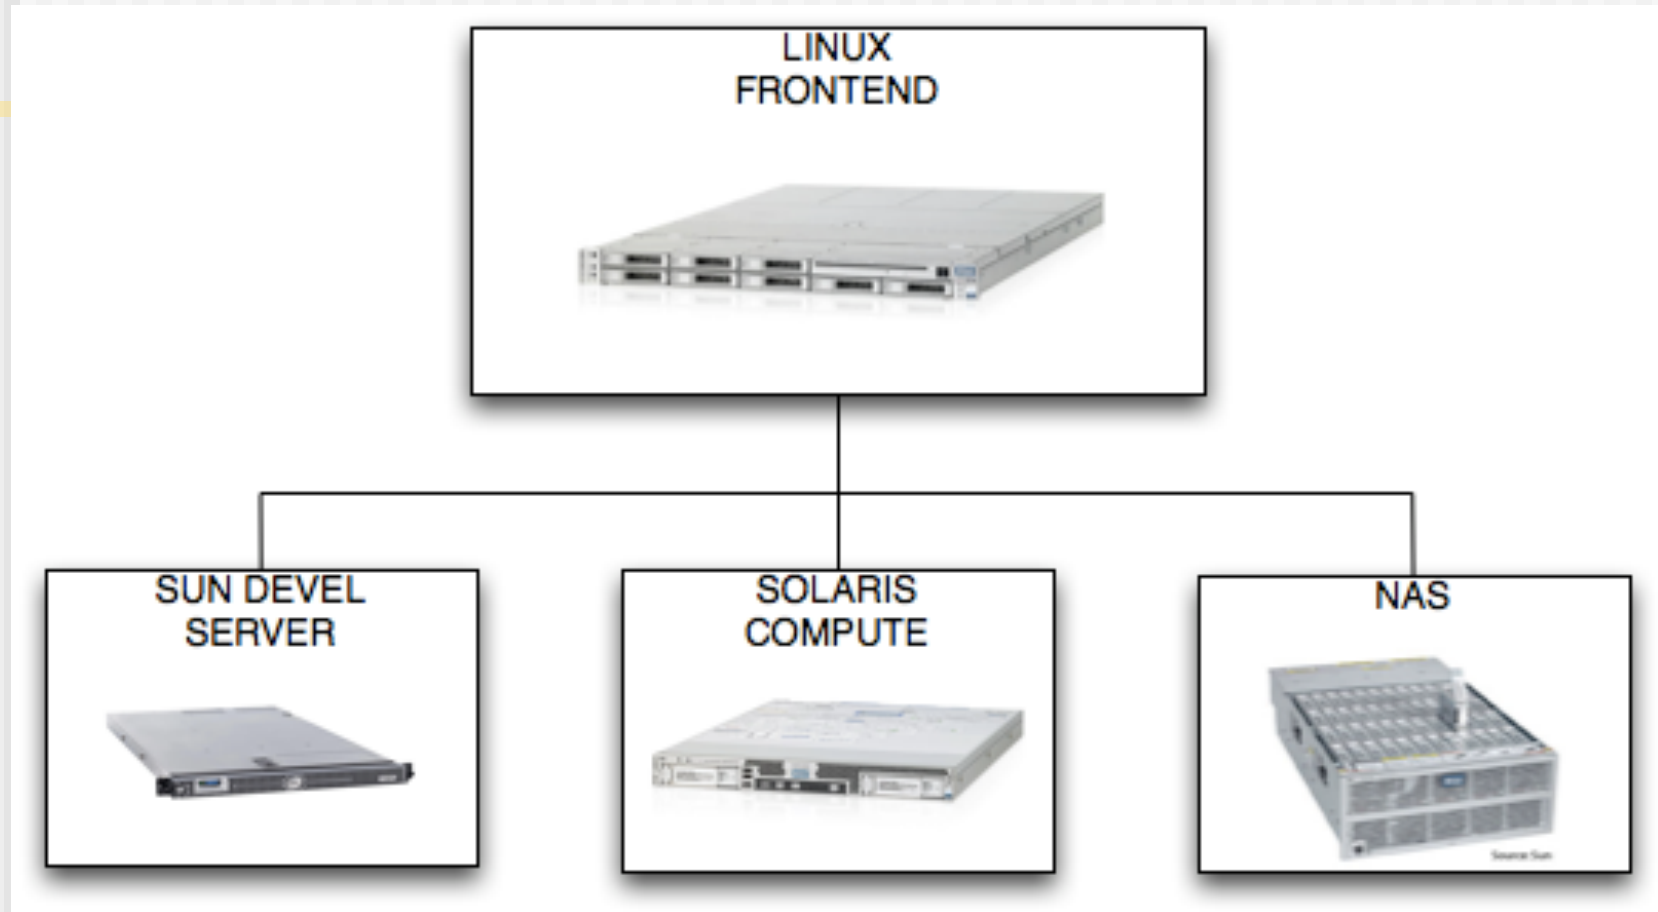 LINUX
FRONTEND
SUN DEVEL
SERVER
SOLARIS
COMPUTE
NAS
Source: Sun